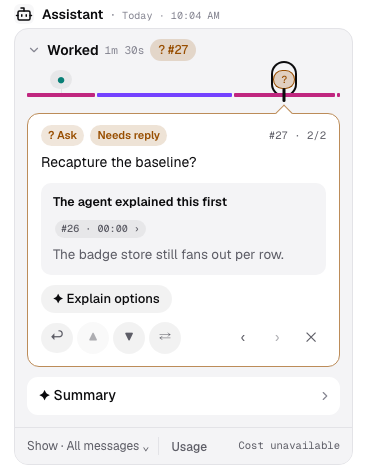 Assistant · Today · 10:04 AM
Worked 1m 30s ? #27
?
? Ask Needs reply #27 · 2/2
Recapture the baseline?
The agent explained this first
#26 · 00:00 ›
The badge store still fans out per row.
✦ Explain options
✦ Summary
Show · All messages Usage Cost unavailable